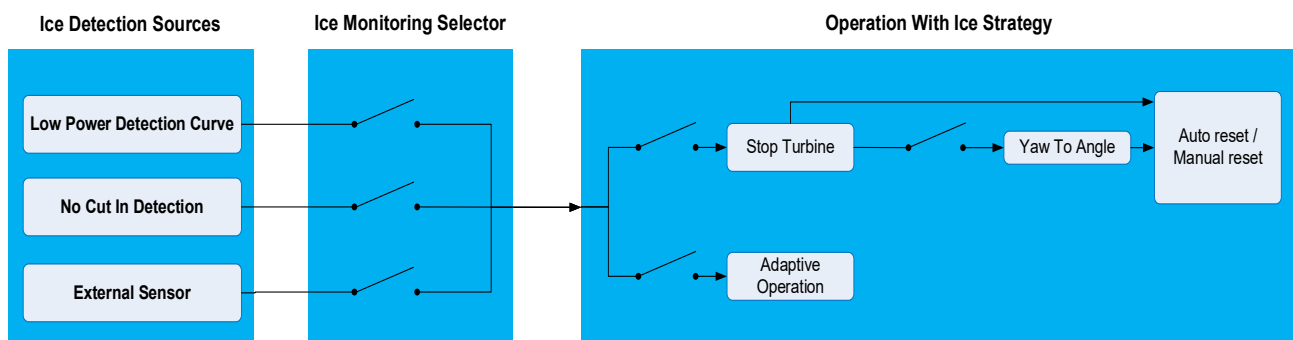 Ice Detection Sources
Ice Monitoring Selector
Operation With Ice Strategy
Low Power Detection Curve
No Cut In Detection
External Sensor
Stop Turbine
Yaw To Angle
Auto reset /
Manual reset
Adaptive
Operation